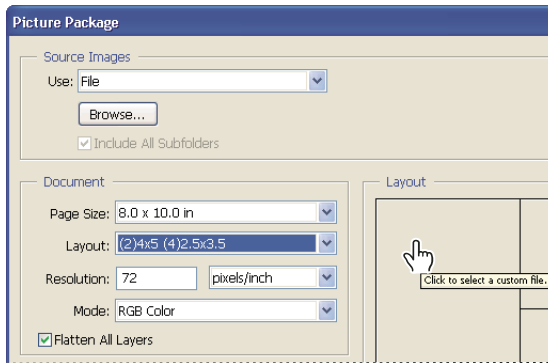 Picture Package
Source Images
Use: File
Browse...
Include All Subfolders
Document
Page Size: 8.0 x 10.0 in
Layout: (2)4x5 (4)2.5x3.5
Resolution: 72 pixels/inch
Mode: RGB Color
Flatten All Layers
Layout
Click to select a custom file.